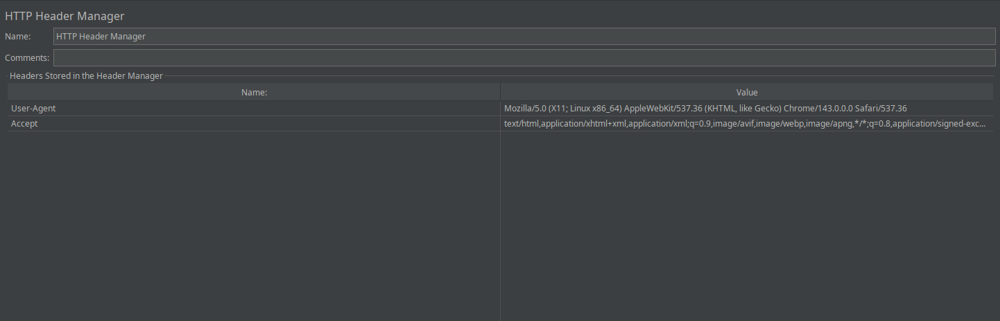 HTTP Header Manager
Name: HTTP Header Manager
Comments:
Headers Stored in the Header Manager
Name: Value
User-Agent Mozilla/5.0 (X11; Linux x86_64) AppleWebKit/537.36 (KHTML, like Gecko) Chrome/143.0.0.0 Safari/537.36
Accept text/html,application/xhtml+xml,application/xml;q=0.9,image/avif,image/webp,image/apng,*/*;q=0.8,application/signed-exc...